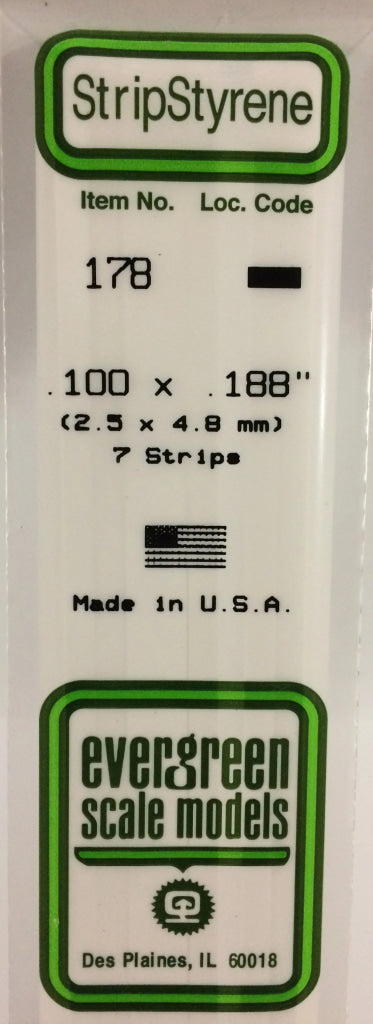 StripStyrene
Item No. Loc. Code
178
.100 x .188"
(2.5 x 4.8 mm)
7 Strips
Made in U.S.A.
evergreen
scale models
Des Plaines, IL 60018